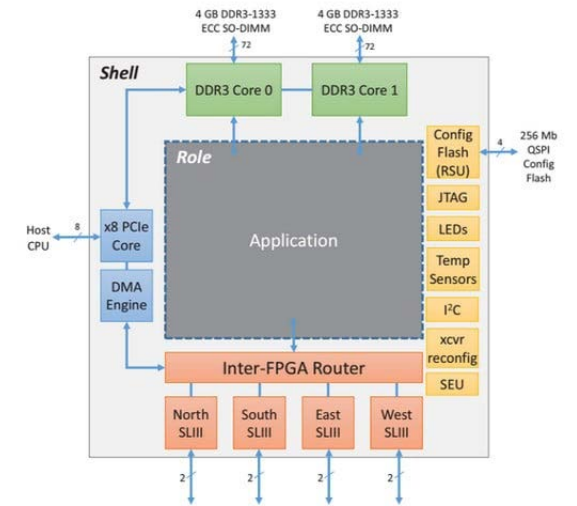 4 GB DDR3-1333
ECC SO-DIMM
4 GB DDR3-1333
ECC SO-DIMM
72
72
Shell
DDR3 Core 0
DDR3 Core 1
Role
Application
Config
Flash
(RSU)
4
256 Mb
QSPI
Config
Flash
JTAG
LEDs
Temp
Sensors
I²C
xcvr
reconfig
SEU
Host
CPU
8
x8 PCIe
Core
DMA
Engine
Inter-FPGA Router
North
SLIII
South
SLIII
East
SLIII
West
SLIII
2
2
2
2